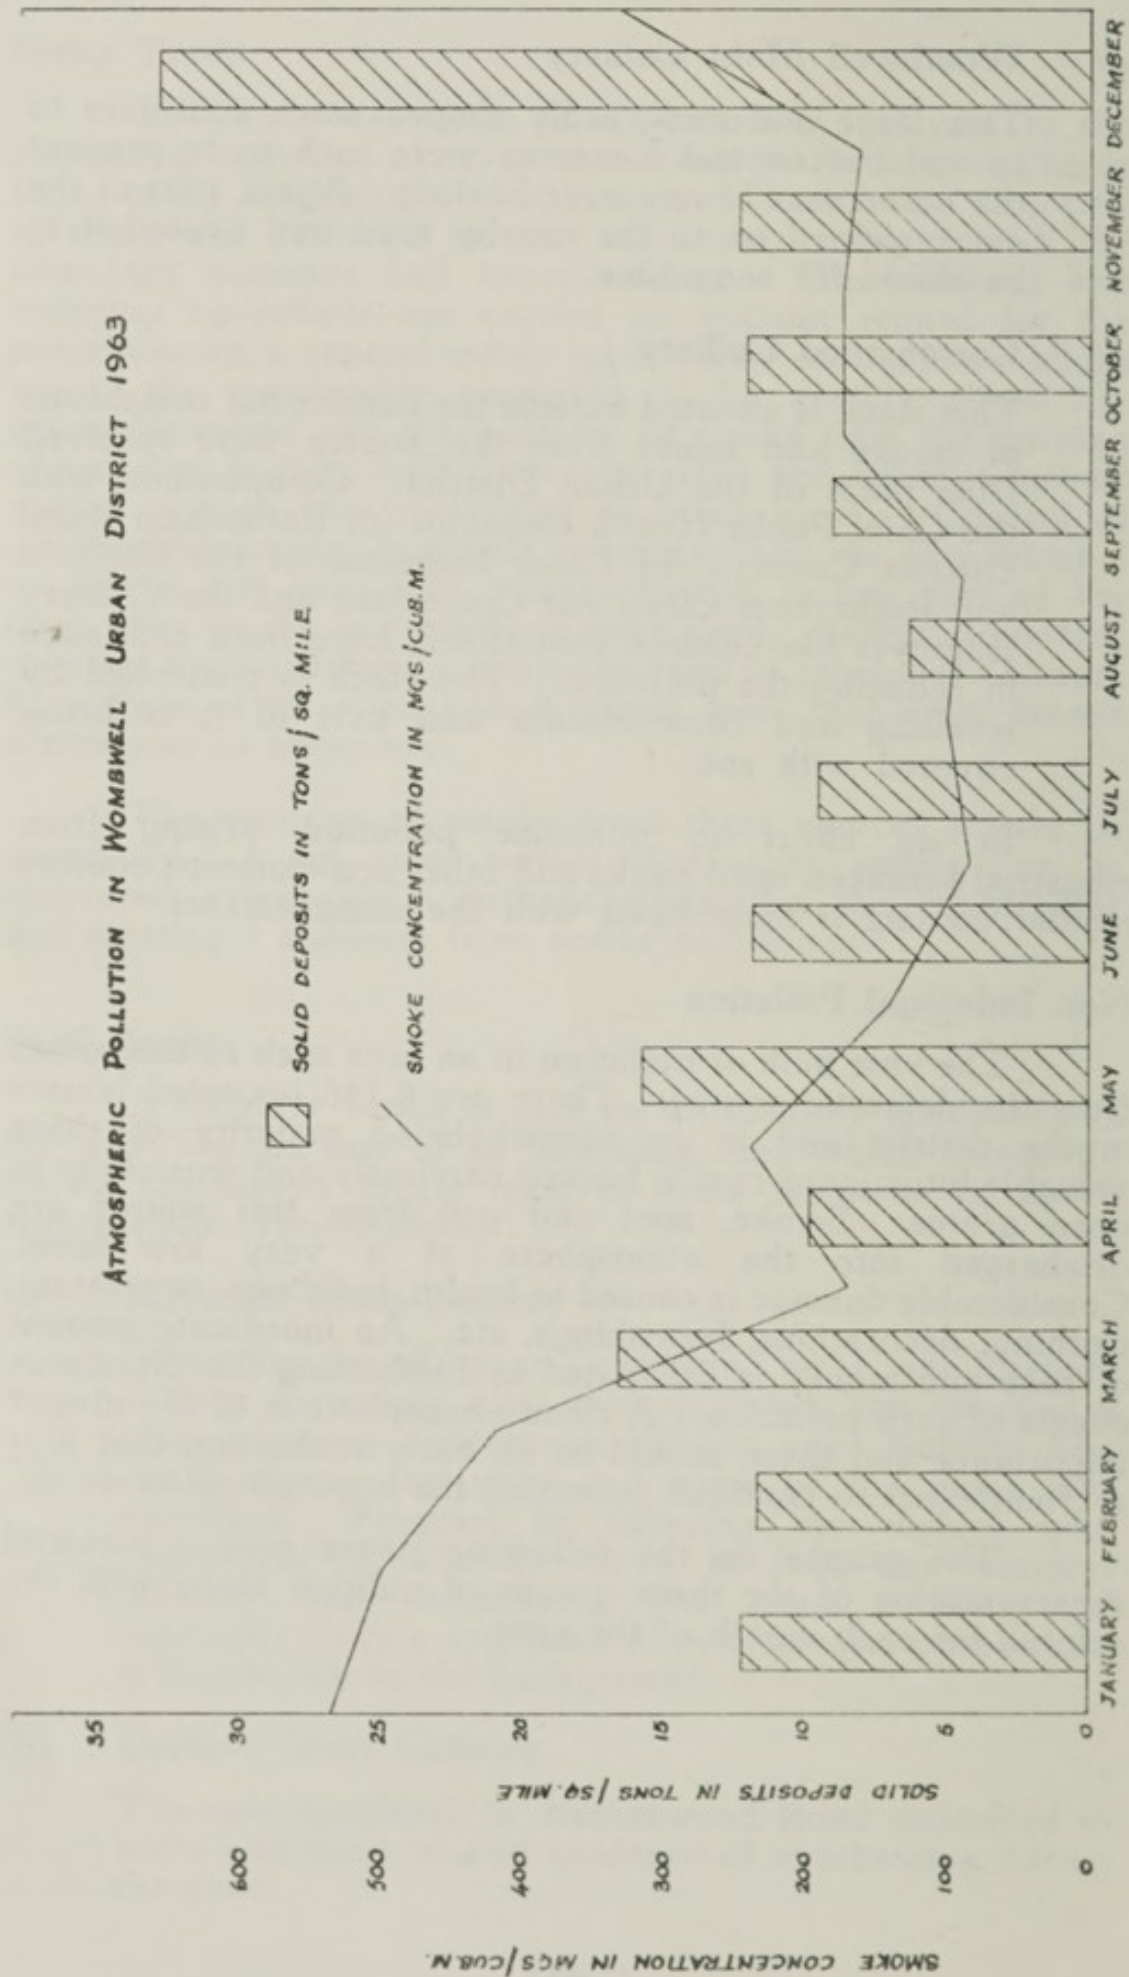 ATMOSPHERIC POLLUTION IN WOMBWELL URBAN DISTRICT 1963
SOLID DEPOSITS IN TONS / SQ. MILE
SMOKE CONCENTRATION IN MGS/CUB.M.
SMOKE CONCENTRATION IN MGS/CUB.M.
600
500
400
300
200
100
0
SOLID DEPOSITS IN TONS / SQ. MILE
35
30
25
20
15
10
5
0
JANUARY FEBRUARY MARCH APRIL MAY JUNE JULY AUGUST SEPTEMBER OCTOBER NOVEMBER DECEMBER